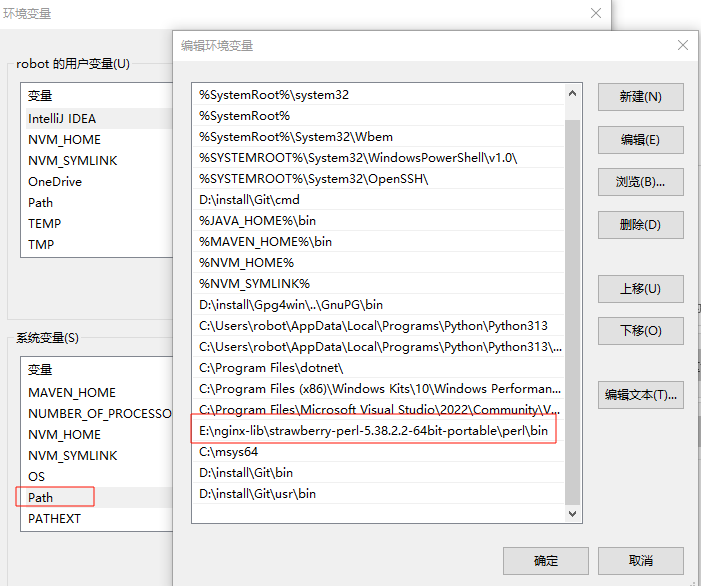 环境变量
robot 的用户变量(U)
变量
IntelliJ IDEA
NVM_HOME
NVM_SYMLINK
OneDrive
Path
TEMP
TMP
系统变量(S)
变量
MAVEN_HOME
NUMBER_OF_PROCESSO
NVM_HOME
NVM_SYMLINK
OS
Path
PATHEXT
编辑环境变量
%SystemRoot%\system32
%SystemRoot%
%SystemRoot%\System32\Wbem
%SYSTEMROOT%\System32\WindowsPowerShell\v1.0\
%SYSTEMROOT%\System32\OpenSSH\
D:\install\Git\cmd
%JAVA_HOME%\bin
%MAVEN_HOME%\bin
%NVM_HOME%
%NVM_SYMLINK%
D:\install\Gpg4win\..\GnuPG\bin
C:\Users\robot\AppData\Local\Programs\Python\Python313
C:\Users\robot\AppData\Local\Programs\Python\Python313\...
C:\Program Files\dotnet\
C:\Program Files (x86)\Windows Kits\10\Windows Performan...
C:\Program Files\Microsoft Visual Studio\2022\Community\V...
E:\nginx-lib\strawberry-perl-5.38.2.2-64bit-portable\perl\bin
C:\msys64
D:\install\Git\bin
D:\install\Git\usr\bin
新建(N)
编辑(E)
浏览(B)...
删除(D)
上移(U)
下移(O)
编辑文本(T)...
确定
取消